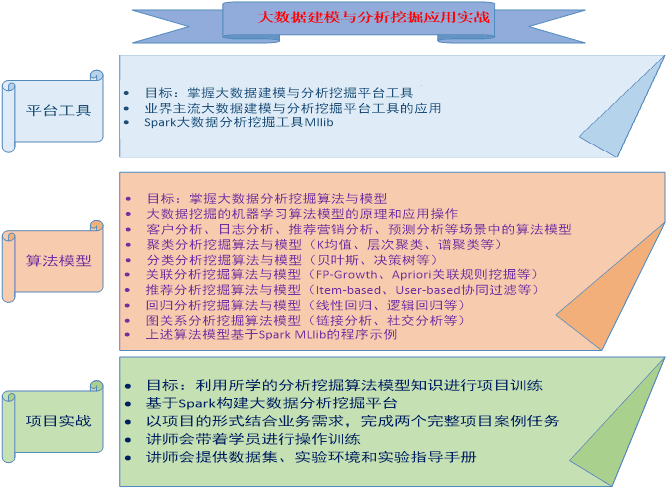 大数据建模与分析挖掘应用实战
平台工具
• 目标：掌握大数据建模与分析挖掘平台工具
• 业界主流大数据建模与分析挖掘平台工具的应用
• Spark大数据分析挖掘工具Mllib
算法模型
• 目标：掌握大数据分析挖掘算法与模型
• 大数据挖掘的机器学习算法模型的原理和应用操作
• 客户分析、日志分析、推荐营销分析、预测分析等场景中的算法模型
• 聚类分析挖掘算法与模型（K均值、层次聚类、谱聚类等）
• 分类分析挖掘算法与模型（贝叶斯、决策树等）
• 关联分析挖掘算法与模型（FP-Growth、Apriori关联规则挖掘等）
• 推荐分析挖掘算法与模型（Item-based、User-based协同过滤等）
• 回归分析挖掘算法与模型（线性回归、逻辑回归等）
• 图关系分析挖掘算法模型（链接分析、社交分析等）
• 上述算法模型基于Spark MLlib的程序示例
项目实战
• 目标：利用所学的分析挖掘算法模型知识进行项目训练
• 基于Spark构建大数据分析挖掘平台
• 以项目的形式结合业务需求，完成两个完整项目案例任务
• 讲师会带着学员进行操作训练
• 讲师会提供数据集、实验环境和实验指导手册